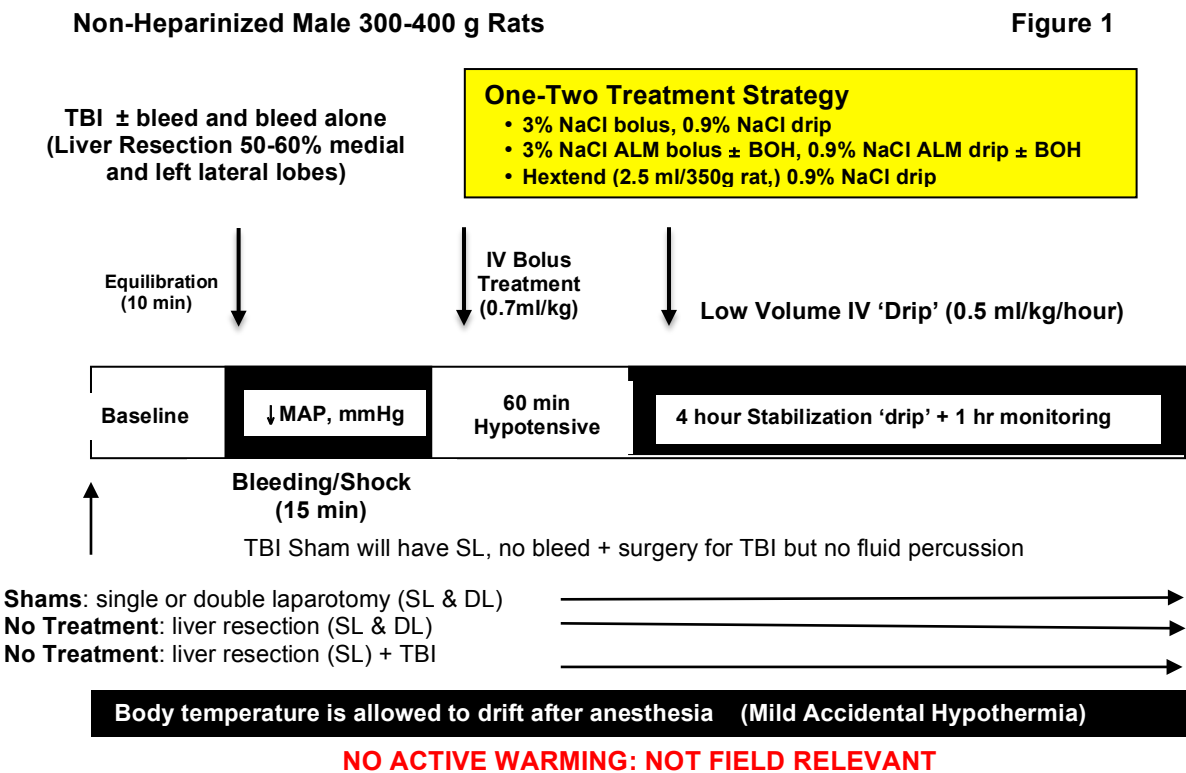 Non-Heparinized Male 300-400 g Rats
Figure 1
One-Two Treatment Strategy
• 3% NaCl bolus, 0.9% NaCl drip
• 3% NaCl ALM bolus ± BOH, 0.9% NaCl ALM drip ± BOH
• Hextend (2.5 ml/350g rat,) 0.9% NaCl drip
TBI ± bleed and bleed alone
(Liver Resection 50-60% medial
and left lateral lobes)
Equilibration
(10 min)
IV Bolus
Treatment
(0.7ml/kg)
Low Volume IV ‘Drip’ (0.5 ml/kg/hour)
Baseline
↓MAP, mmHg
60 min
Hypotensive
4 hour Stabilization ‘drip’ + 1 hr monitoring
Bleeding/Shock
(15 min)
TBI Sham will have SL, no bleed + surgery for TBI but no fluid percussion
Shams: single or double laparotomy (SL & DL)
No Treatment: liver resection (SL & DL)
No Treatment: liver resection (SL) + TBI
Body temperature is allowed to drift after anesthesia (Mild Accidental Hypothermia)
NO ACTIVE WARMING: NOT FIELD RELEVANT